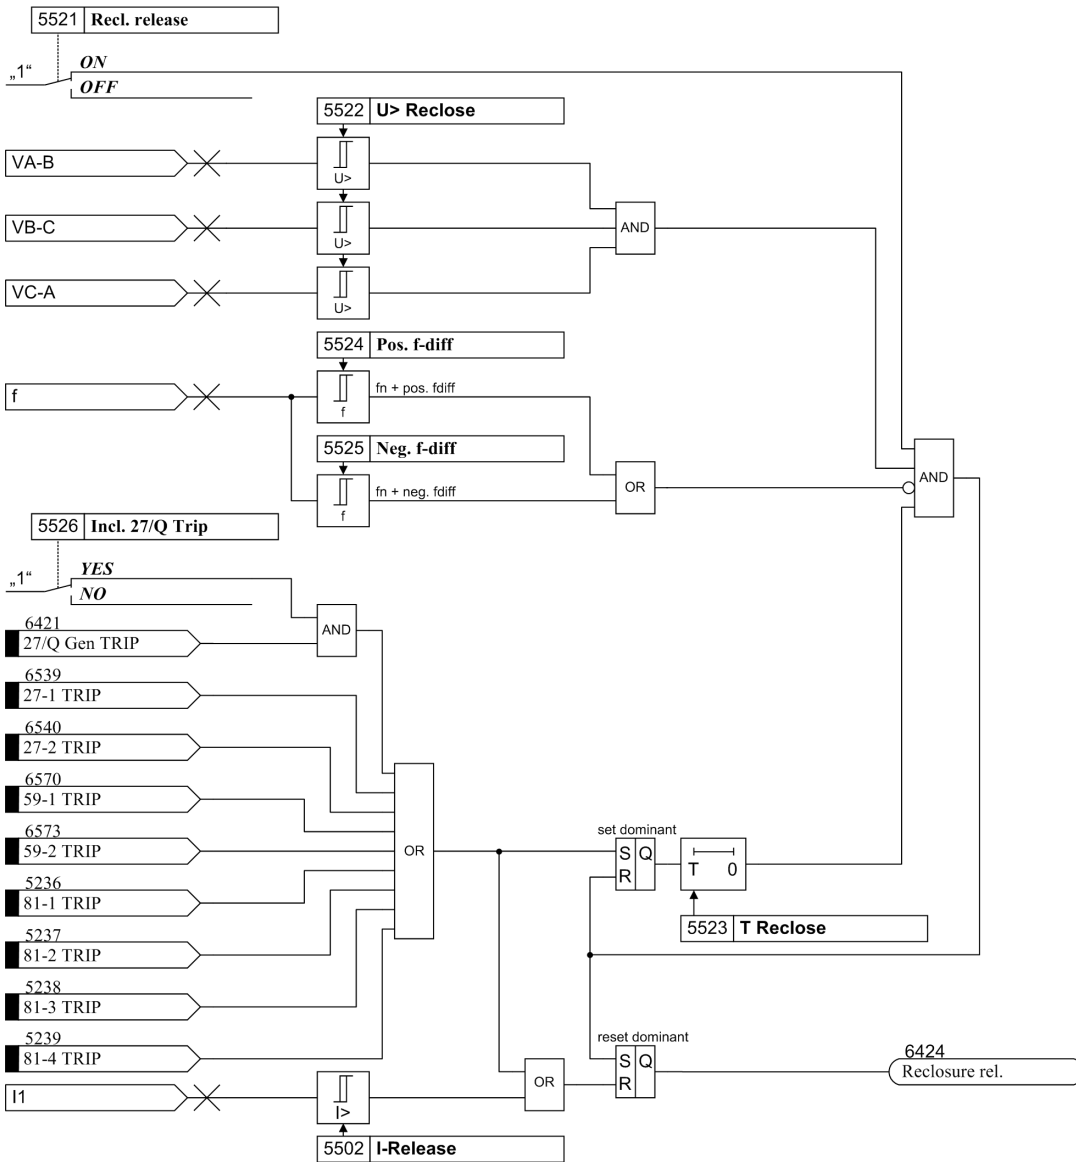 5521 Recl. release
„1“
ON
OFF
5522 U> Reclose
VA-B
U>
VB-C
U>
AND
VC-A
U>
5524 Pos. f-diff
f
f
fn + pos. fdiff
5525 Neg. f-diff
f
fn + neg. fdiff
OR
AND
5526 Incl. 27/Q Trip
„1“
YES
NO
6421
27/Q Gen TRIP
AND
6539
27-1 TRIP
6540
27-2 TRIP
6570
59-1 TRIP
6573
59-2 TRIP
5236
81-1 TRIP
5237
81-2 TRIP
5238
81-3 TRIP
5239
81-4 TRIP
OR
set dominant
S Q
R
T 0
5523 T Reclose
reset dominant
S Q
R
6424
Reclosure rel.
I1
I>
OR
5502 I-Release